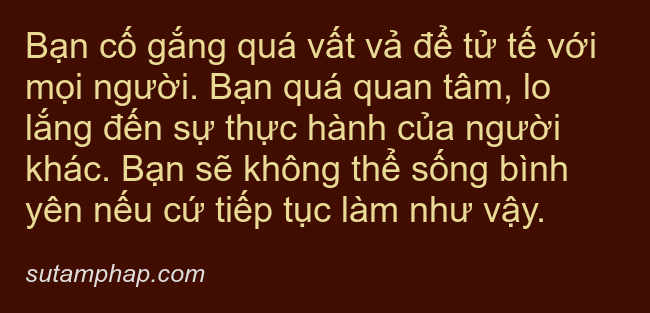 Bạn cố gắng quá vất vả để tử tế với
mọi người. Bạn quá quan tâm, lo
lắng đến sự thực hành của người
khác. Bạn sẽ không thể sống bình
yên nếu cứ tiếp tục làm như vậy.
sutamphap.com